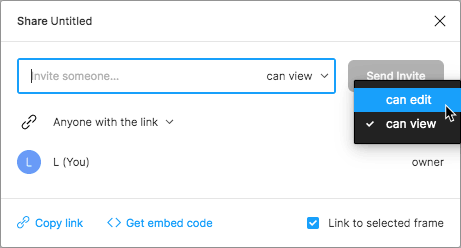 Share Untitled
Invite someone... can view Send Invite
can edit
Anyone with the link can view
L L (You) owner
Copy link Get embed code Link to selected frame